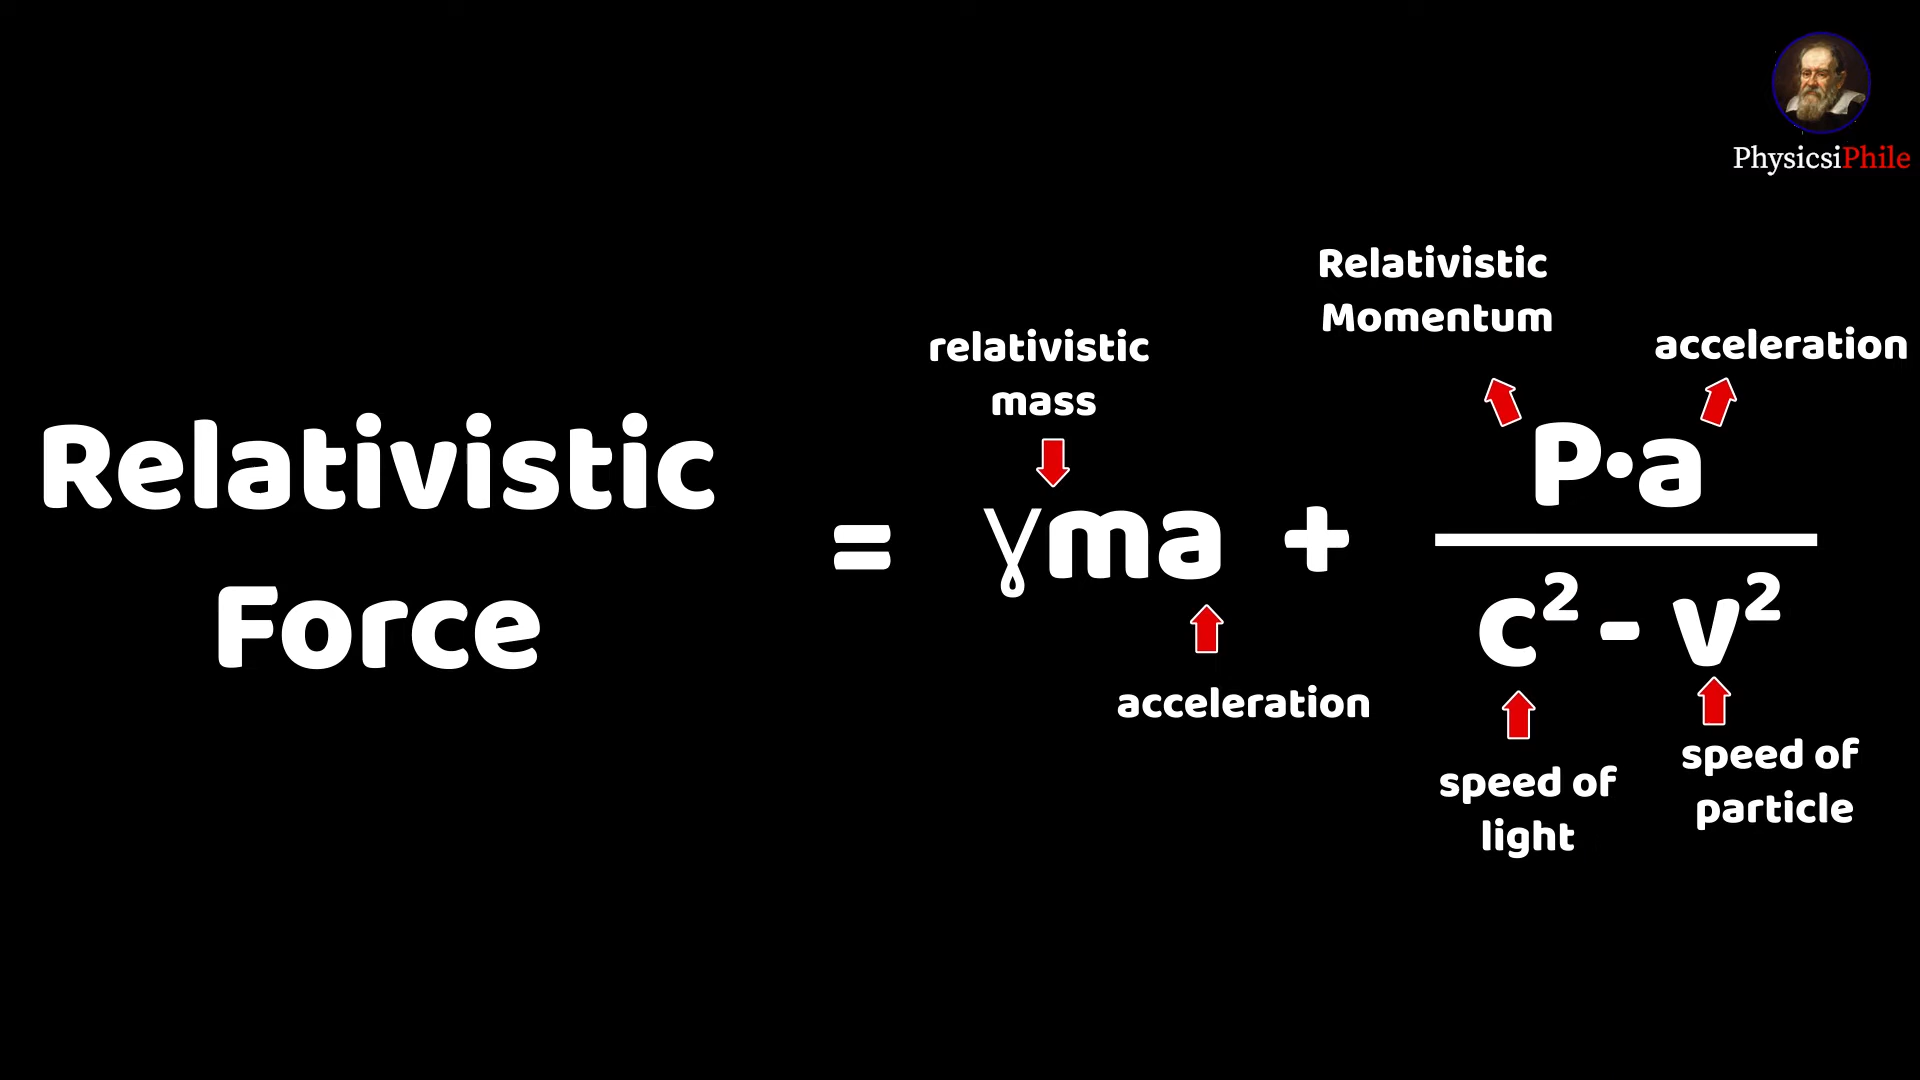 PhysicsiPhile
Relativistic
Momentum
relativistic
mass
acceleration
Relativistic
Force
= γma + P·a
c² - v²
acceleration
speed of
light
speed of
particle